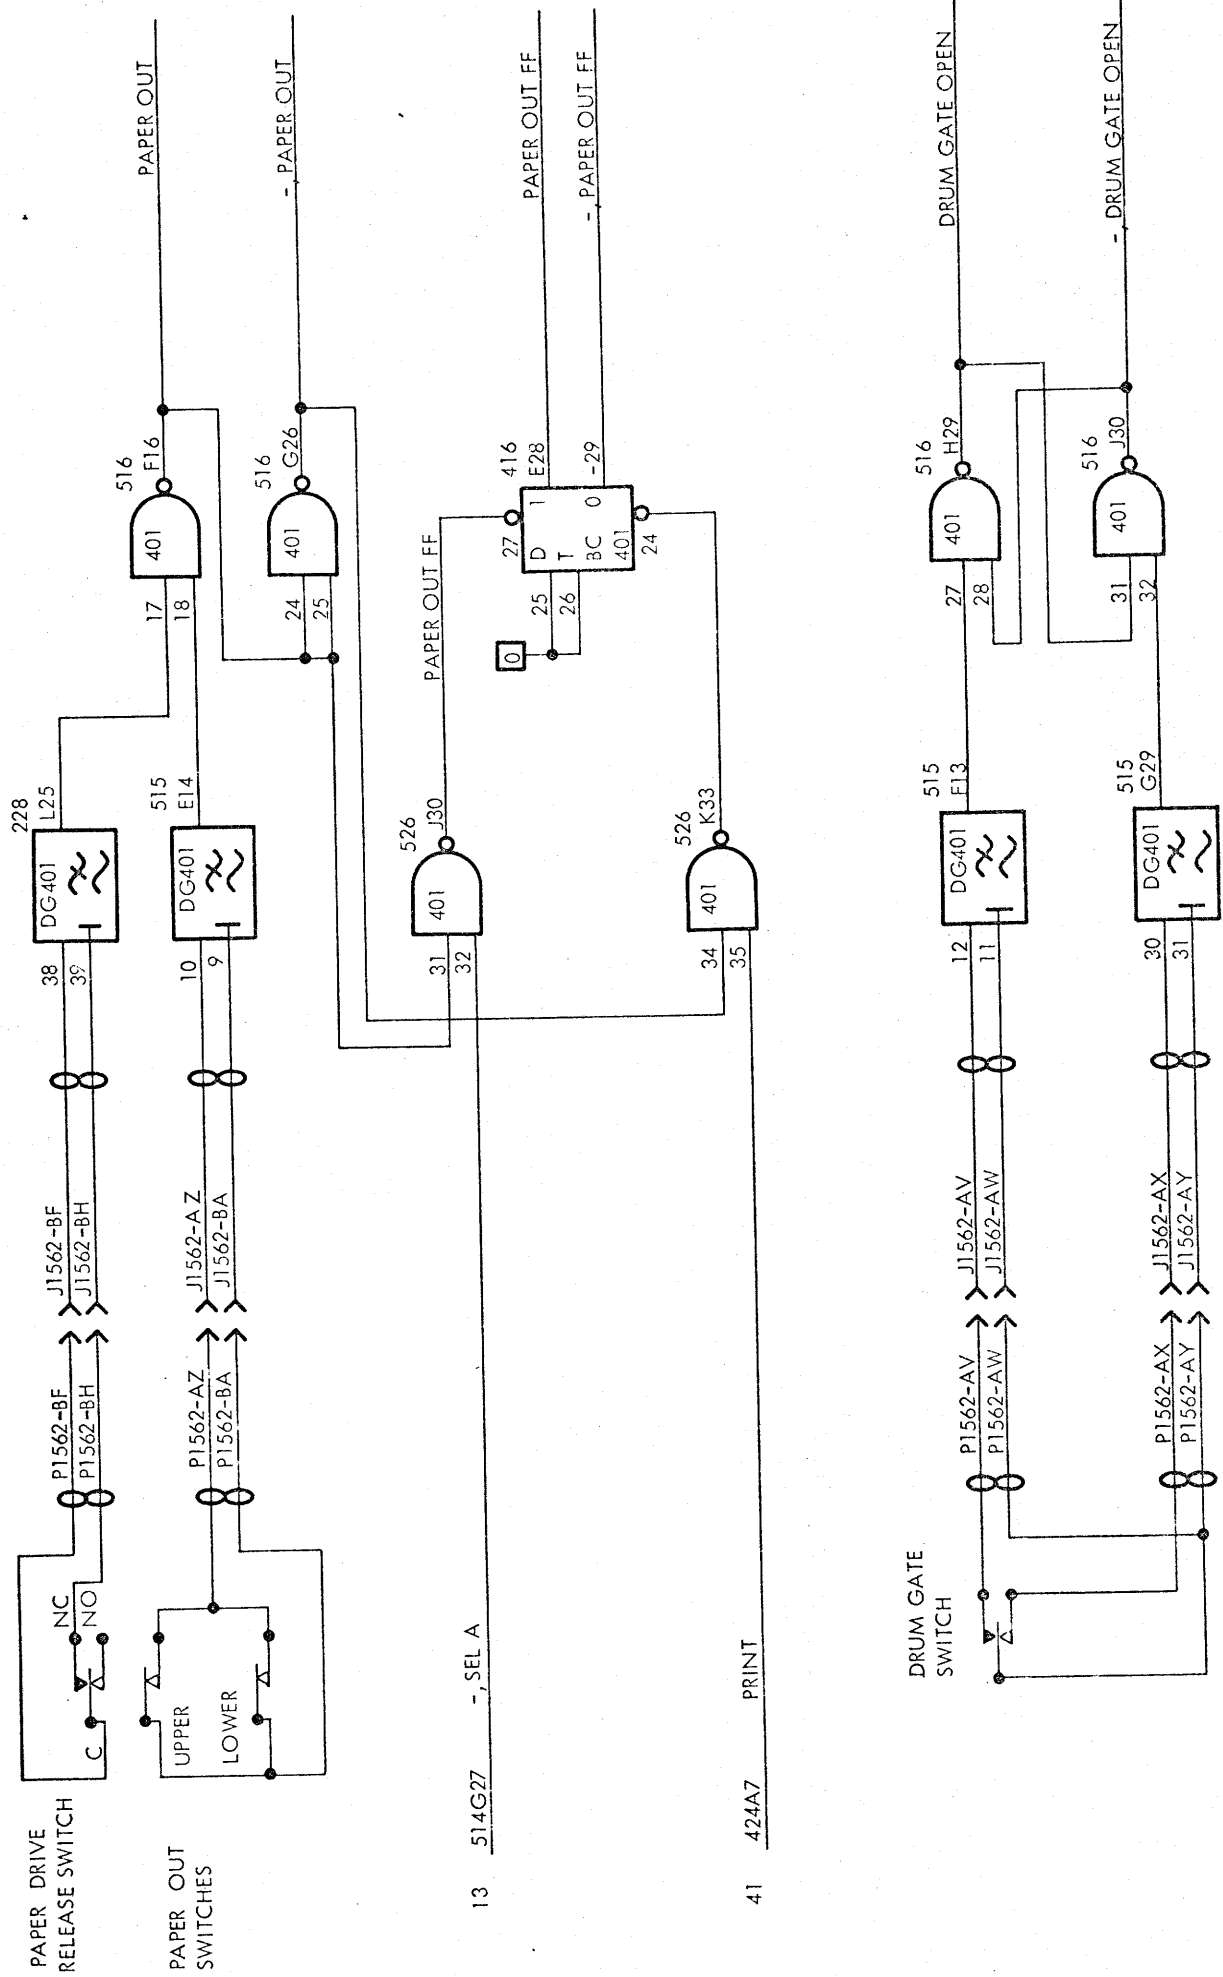 PAPER DRIVE
RELEASE SWITCH
C
NC
NO
P1562-BF
P1562-BH
J1562-BF
J1562-BH
38
39
DG401
228
L25
17
18
401
516
F16
PAPER OUT
PAPER OUT
SWITCHES
UPPER
LOWER
P1562-AZ
P1562-BA
J1562-AZ
J1562-BA
10
9
DG401
515
E14
24
25
401
516
G26
-, PAPER OUT
13
514G27
-, SEL A
31
32
401
526
J30
PAPER OUT FF
0
25
26
27
D
T
BC
401
1
0
24
416
E28
-29
PAPER OUT FF
-, PAPER OUT FF
41
424A7
PRINT
34
35
401
526
K33
DRUM GATE
SWITCH
P1562-AV
P1562-AW
J1562-AV
J1562-AW
12
11
DG401
515
F13
27
28
401
516
H29
DRUM GATE OPEN
P1562-AX
P1562-AY
J1562-AX
J1562-AY
30
31
DG401
515
G29
31
32
401
516
J30
-, DRUM GATE OPEN